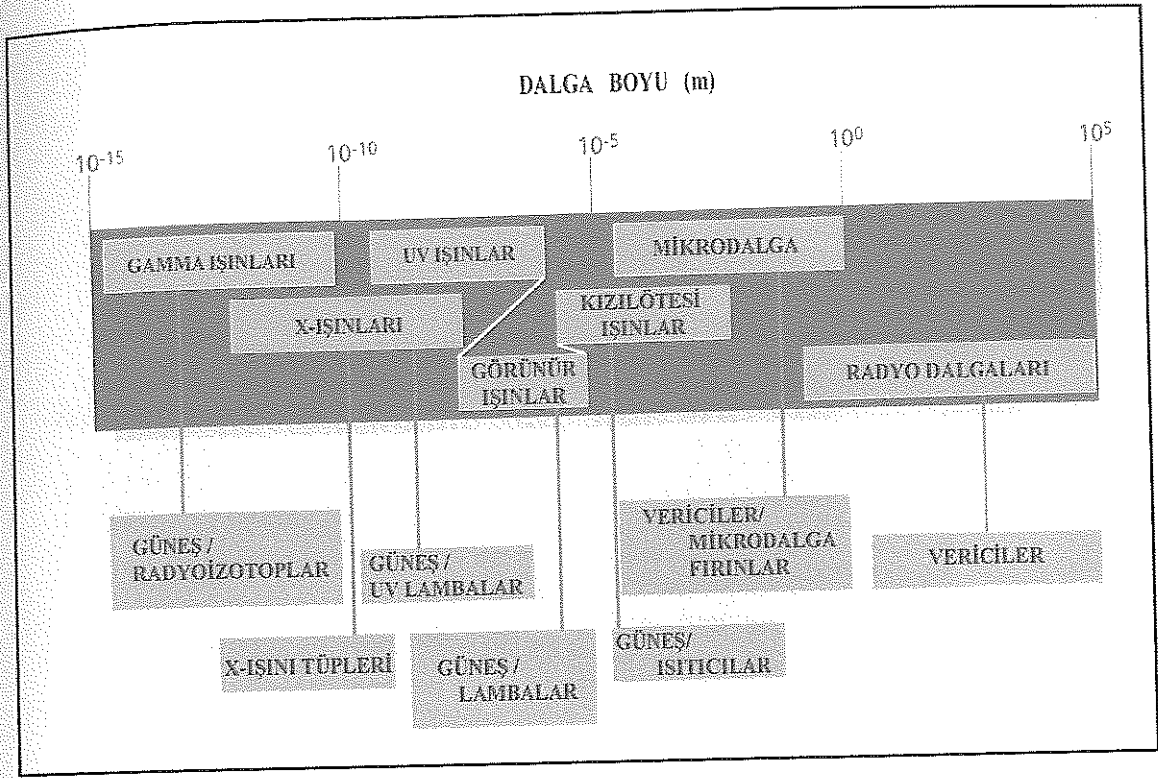 DALGA BOYU (m)
10-15
10-10
10-5
100
105
GAMMA IŞINLARI
UV IŞINLAR
MİKRODALGA
X-IŞINLARI
KIZILÖTESİ
IŞINLAR
GÖRÜNÜR
IŞINLAR
RADYO DALGALARI
GÜNEŞ /
RADYOİZOTOPLAR
GÜNEŞ /
UV LAMBALAR
VERİCİLER/
MİKRODALGA
FIRINLAR
VERİCİLER
X-IŞINI TÜPLERİ
GÜNEŞ /
LAMBALAR
GÜNEŞ/
ISITICILAR